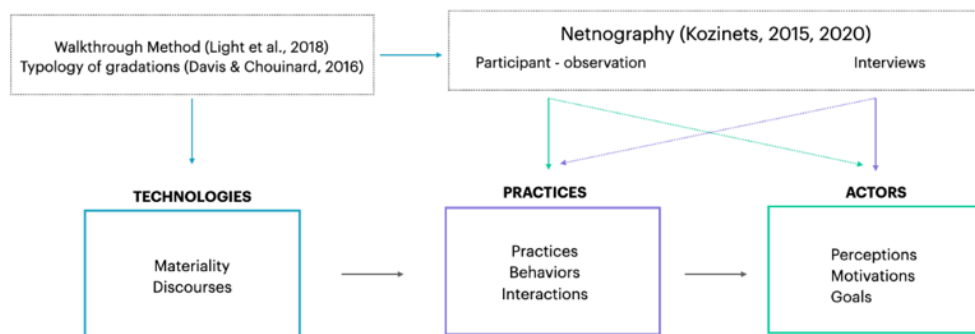 Walkthrough Method (Light et al., 2018)
Typology of gradations (Davis & Chouinard, 2016)
Netnography (Kozinets, 2015, 2020)
Participant - observation
Interviews
TECHNOLOGIES
Materiality
Discourses
PRACTICES
Practices
Behaviors
Interactions
ACTORS
Perceptions
Motivations
Goals